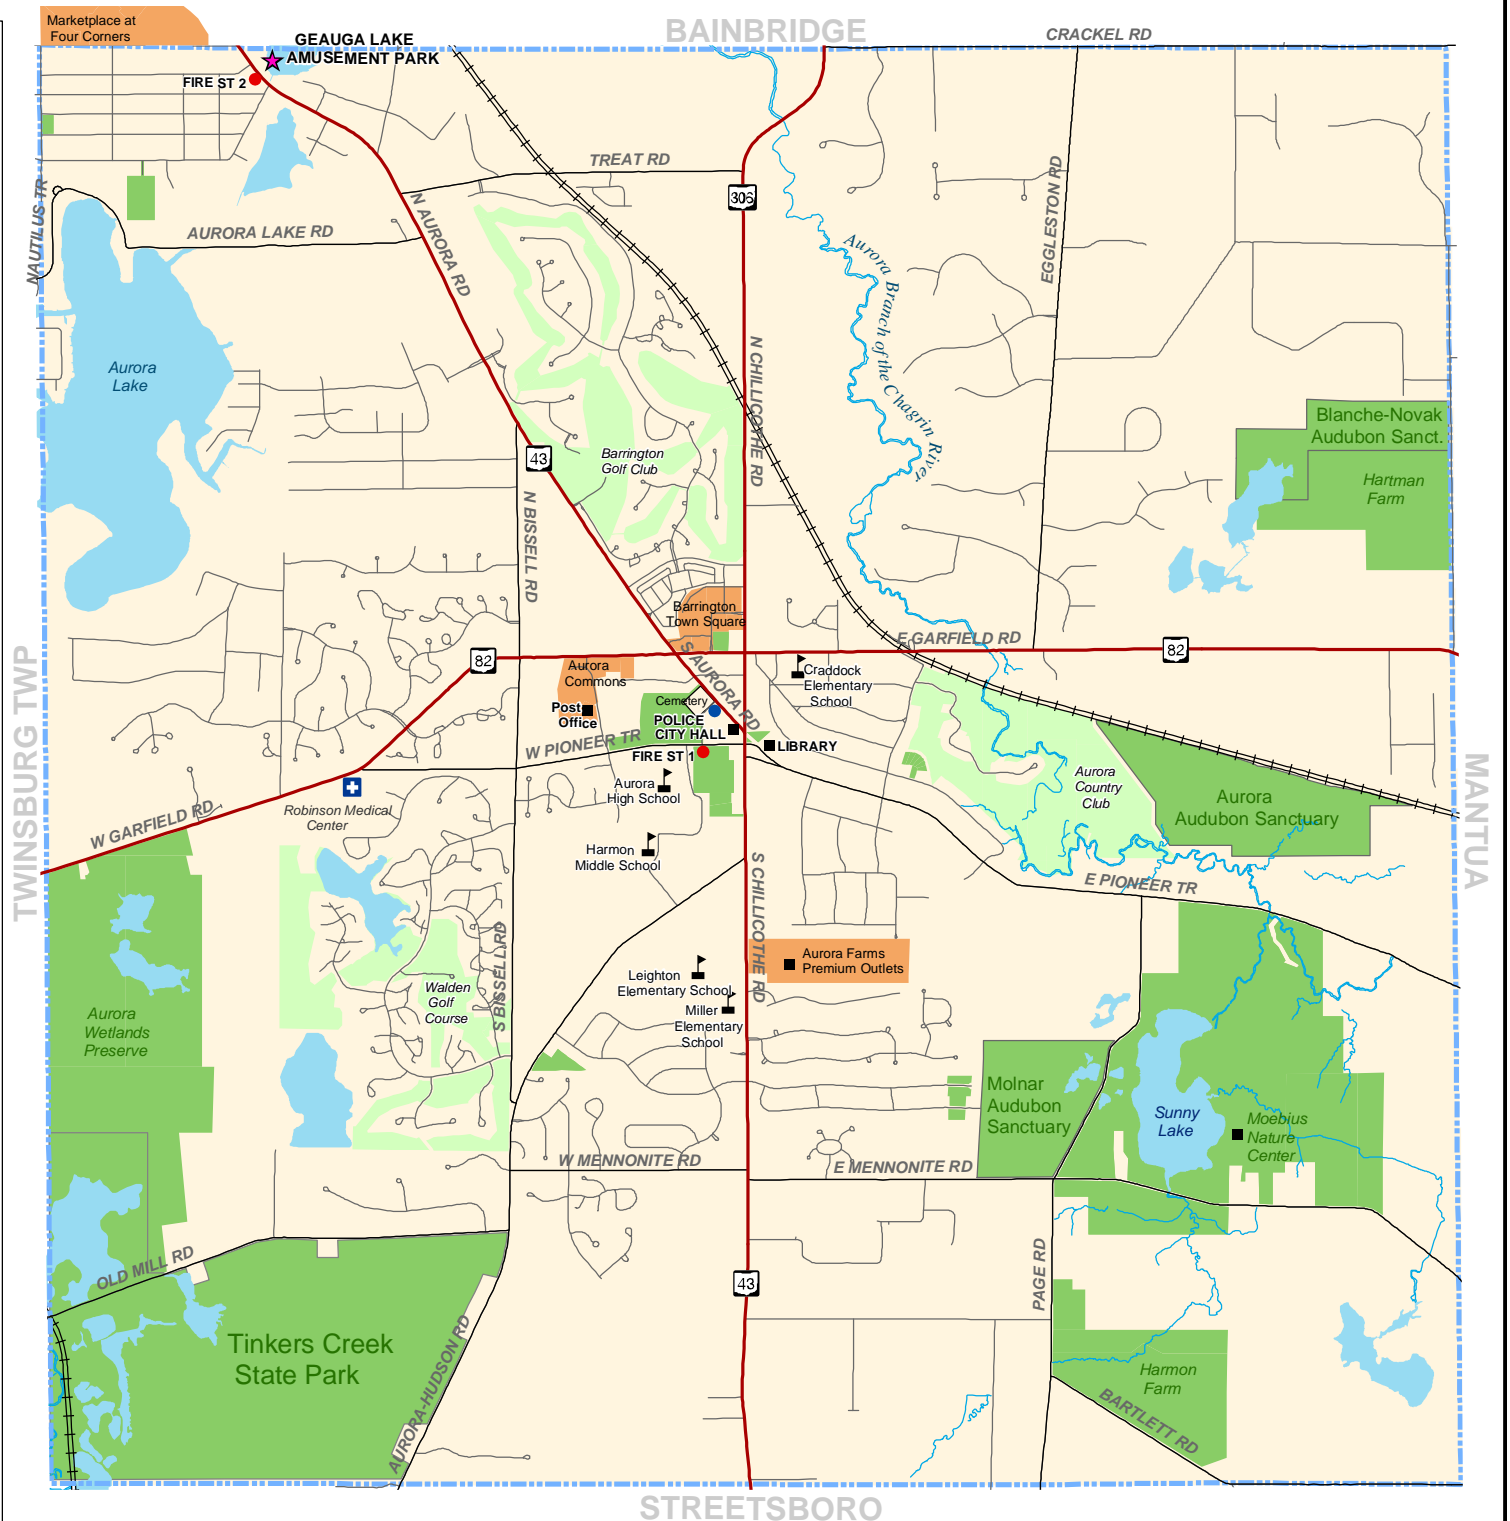 Marketplace at
Four Corners
GEAUGA LAKE
AMUSEMENT PARK
FIRE ST 2
BAINBRIDGE
CRACKEL RD
TREAT RD
306
NAUTILUS TR
AURORA LAKE RD
N AURORA RD
EGGLESTON RD
Aurora Branch of the Chagrin River
Aurora
Lake
N CHILLICOTHE RD
Barrington
Golf Club
43
N BISSELL RD
Blanche-Novak
Audubon Sanct.
Hartman
Farm
Barrington
Town Square
E GARFIELD RD
82
82
Aurora
Commons
S AURORA RD
Craddock
Elementary
School
Cemetery
Post
Office
POLICE
CITY HALL
LIBRARY
W PIONEER TR
FIRE ST 1
TWINSBURG TWP
MANTUA
Aurora
High School
Aurora
Country
Club
Aurora
Audubon Sanctuary
Robinson Medical
Center
W GARFIELD RD
Harmon
Middle School
E PIONEER TR
S CHILLICOTHE RD
S BISSELL RD
Aurora Farms
Premium Outlets
Leighton
Elementary School
Miller
Elementary
School
Walden
Golf
Course
Aurora
Wetlands
Preserve
Molnar
Audubon
Sanctuary
Sunny
Lake
Moebius
Nature
Center
W MENNONITE RD
E MENNONITE RD
OLD MILL RD
PAGE RD
43
Tinkers Creek
State Park
AURORA-HUDSON RD
Harmon
Farm
BARTLETT RD
STREETSBORO